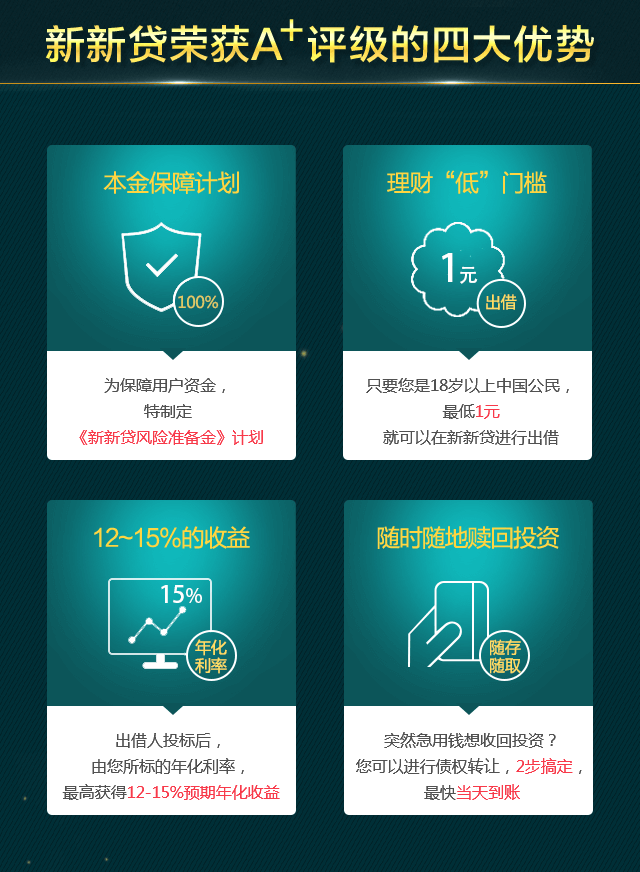 新新贷荣获A+评级的四大优势
本金保障计划
100%
为保障用户资金，
特制定
《新新贷风险准备金》计划
理财“低”门槛
1元
出借
只要您是18岁以上中国公民，
最低1元
就可以在新新贷进行出借
12~15%的收益
15%
年化
利率
出借人投标后，
由您所标的年化利率，
最高获得12-15%预期年化收益
随时随地赎回投资
随存
随取
突然急用钱想收回投资？
您可以进行债权转让，2步搞定，
最快当天到账